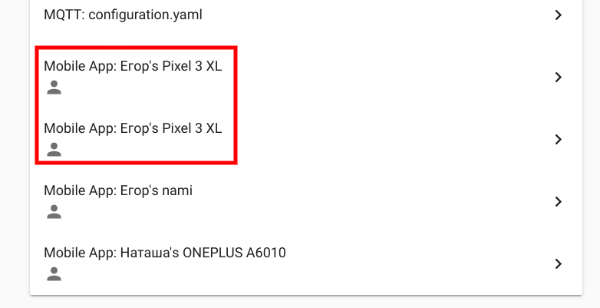 MQTT: configuration.yaml
Mobile App: Егор's Pixel 3 XL
Mobile App: Егор's Pixel 3 XL
Mobile App: Егор's nami
Mobile App: Наташа's ONEPLUS A6010